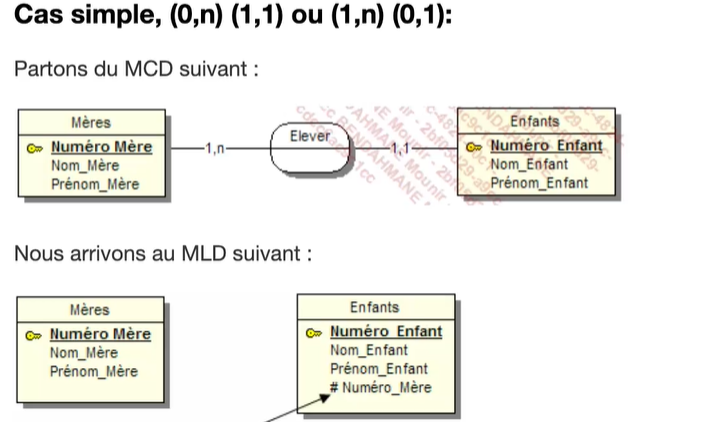 Cas simple, (0,n) (1,1) ou (1,n) (0,1):
Partons du MCD suivant :
Mères
Numéro Mère
Nom_Mère
Prénom_Mère
1,n
Elever
1,1
Enfants
Numéro Enfant
Nom_Enfant
Prénom_Enfant
Nous arrivons au MLD suivant :
Mères
Numéro Mère
Nom_Mère
Prénom_Mère
Enfants
Numéro Enfant
Nom_Enfant
Prénom_Enfant
# Numéro_Mère